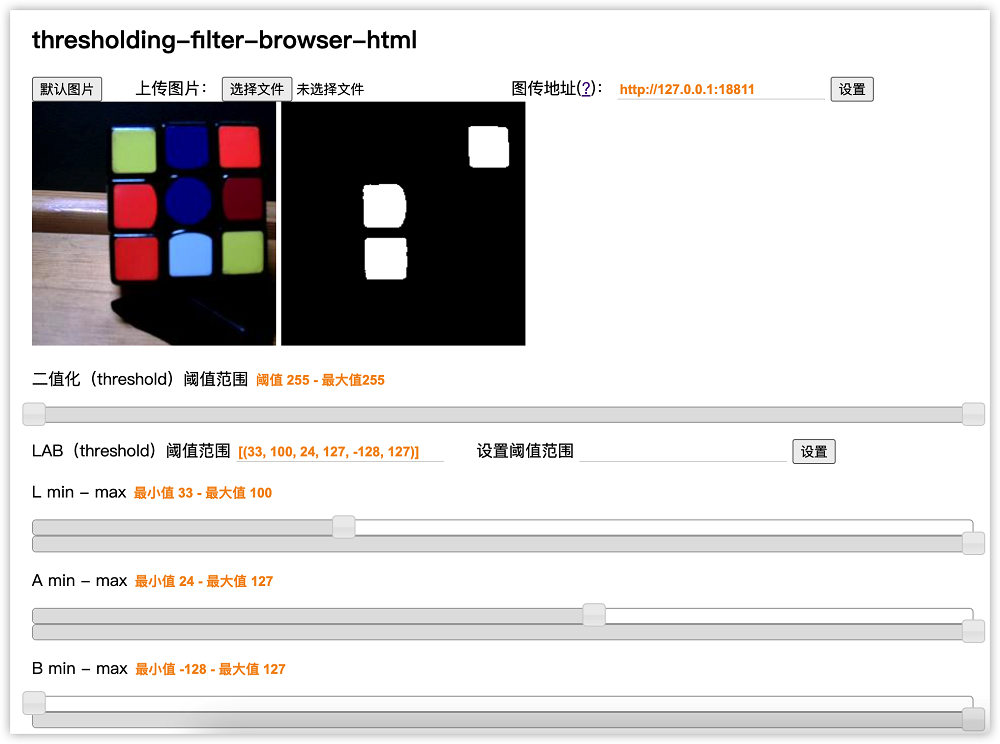 thresholding-filter-browser-html
默认图片 上传图片： 选择文件 未选择文件 图传地址(?)： http://127.0.0.1:18811 设置
二值化（threshold）阈值范围 阈值 255 - 最大值255
LAB（threshold）阈值范围 [(33, 100, 24, 127, -128, 127)] 设置阈值范围 设置
L min - max 最小值 33 - 最大值 100
A min - max 最小值 24 - 最大值 127
B min - max 最小值 -128 - 最大值 127